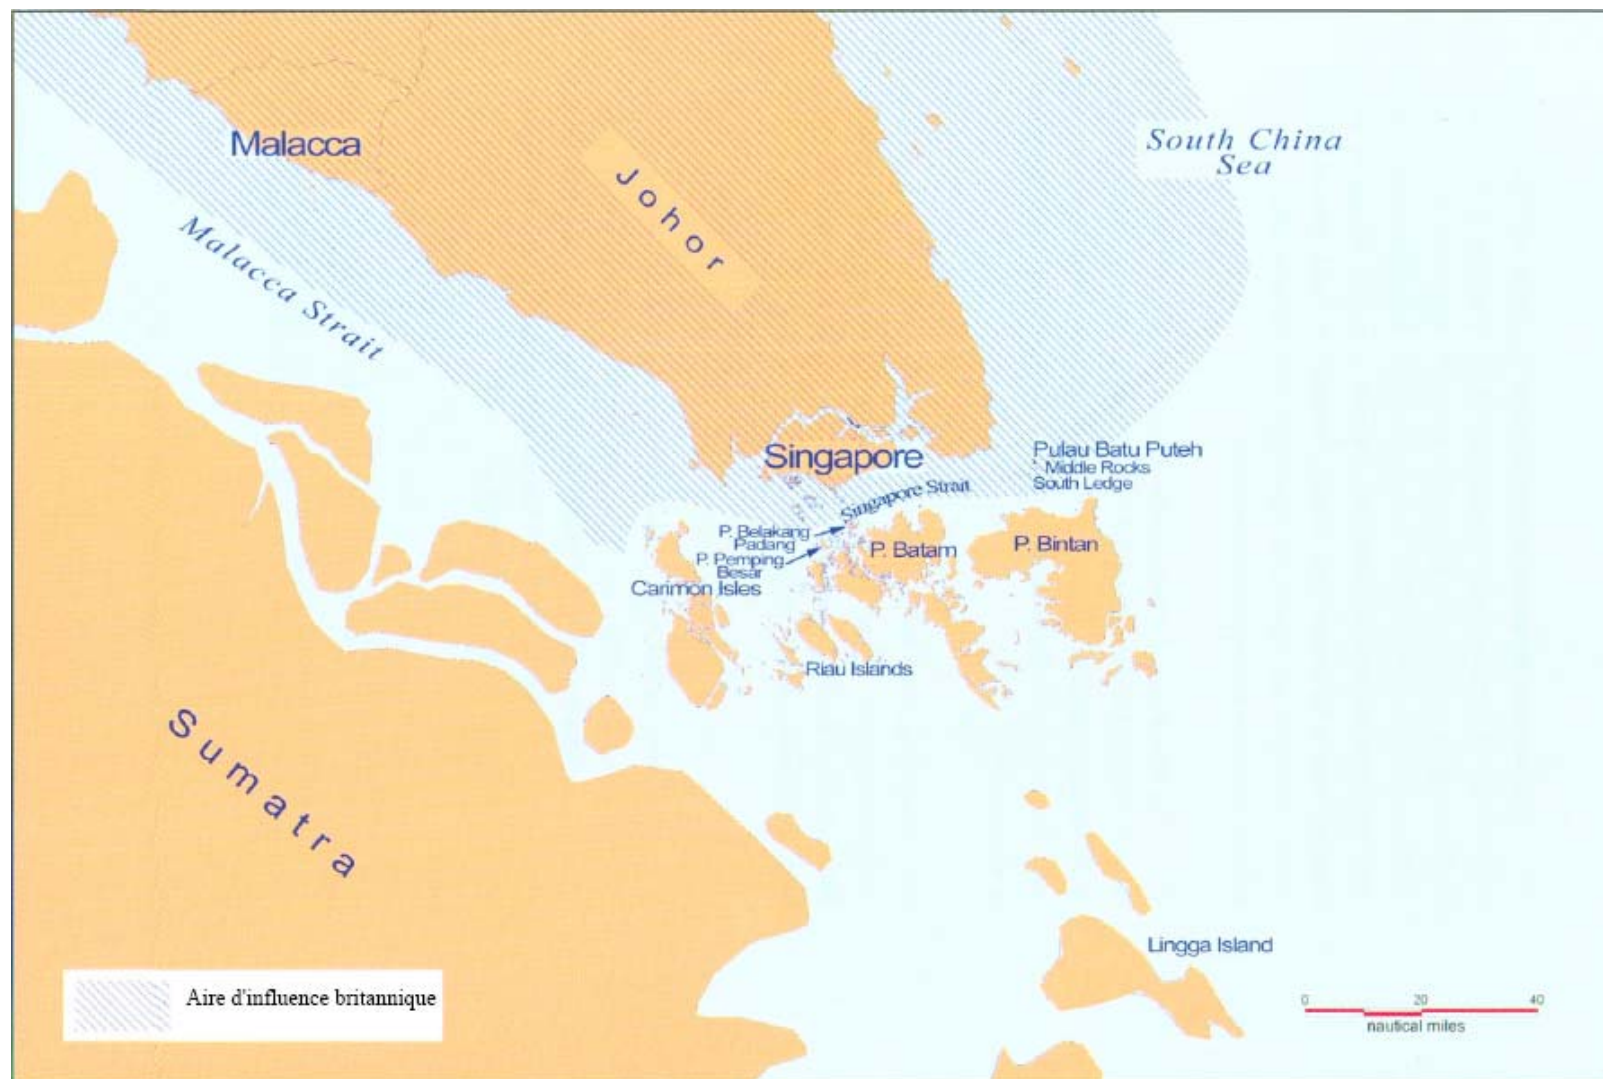 Malacca
South China
Sea
Johor
Malacca Strait
Singapore
Pulau Batu Puteh
Middle Rocks
South Ledge
Singapore Strait
P. Belakang
Padang
P. Pemping
Besar
P. Batam
P. Bintan
Carimon Isles
Riau Islands
Sumatra
Lingga Island
Aire d'influence britannique
0 20 40
nautical miles